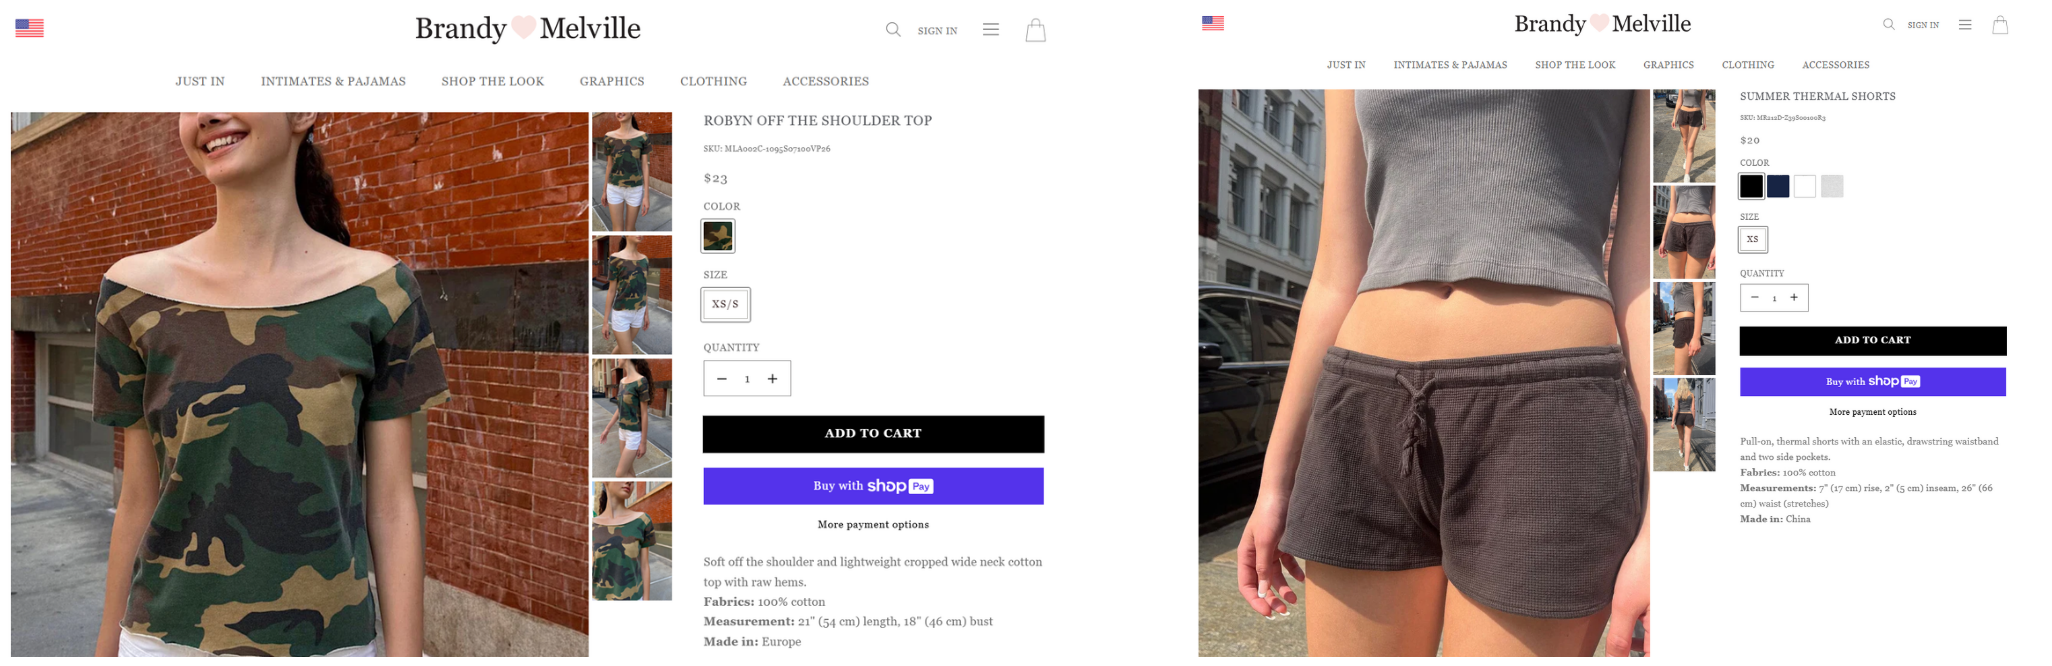 Brandy Melville
SIGN IN
JUST IN INTIMATES & PAJAMAS SHOP THE LOOK GRAPHICS CLOTHING ACCESSORIES
ROBYN OFF THE SHOULDER TOP
SKU: MLA002C-1095S07100VP26
$23
COLOR
SIZE
XS/S
QUANTITY
− 1 +
ADD TO CART
Buy with shop Pay
More payment options
Soft off the shoulder and lightweight cropped wide neck cotton
top with raw hems.
Fabrics: 100% cotton
Measurement: 21" (54 cm) length, 18" (46 cm) bust
Made in: Europe
Brandy Melville
SIGN IN
JUST IN INTIMATES & PAJAMAS SHOP THE LOOK GRAPHICS CLOTHING ACCESSORIES
SUMMER THERMAL SHORTS
SKU: MR212D-Z39S00100R3
$20
COLOR
SIZE
XS
QUANTITY
− 1 +
ADD TO CART
Buy with shop Pay
More payment options
Pull-on, thermal shorts with an elastic, drawstring waistband
and two side pockets.
Fabrics: 100% cotton
Measurements: 7" (17 cm) rise, 2" (5 cm) inseam, 26" (66
cm) waist (stretches)
Made in: China